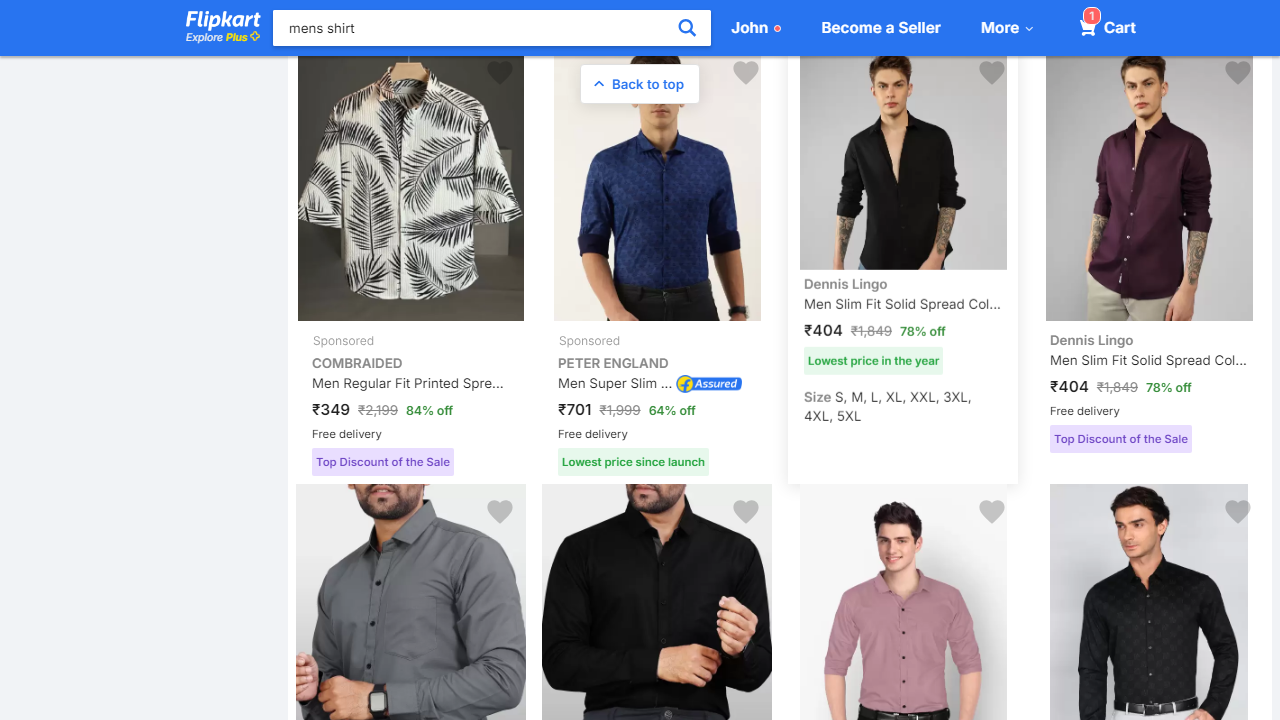 Flipkart
Explore Plus
mens shirt
John
Become a Seller
More
1
Cart
Back to top
Sponsored
COMBRAIDED
Men Regular Fit Printed Spre...
₹349 ₹2,199 84% off
Free delivery
Top Discount of the Sale
Sponsored
PETER ENGLAND
Men Super Slim ... Assured
₹701 ₹1,999 64% off
Free delivery
Lowest price since launch
Dennis Lingo
Men Slim Fit Solid Spread Col...
₹404 ₹1,849 78% off
Lowest price in the year
Size S, M, L, XL, XXL, 3XL,
4XL, 5XL
Dennis Lingo
Men Slim Fit Solid Spread Col...
₹404 ₹1,849 78% off
Free delivery
Top Discount of the Sale